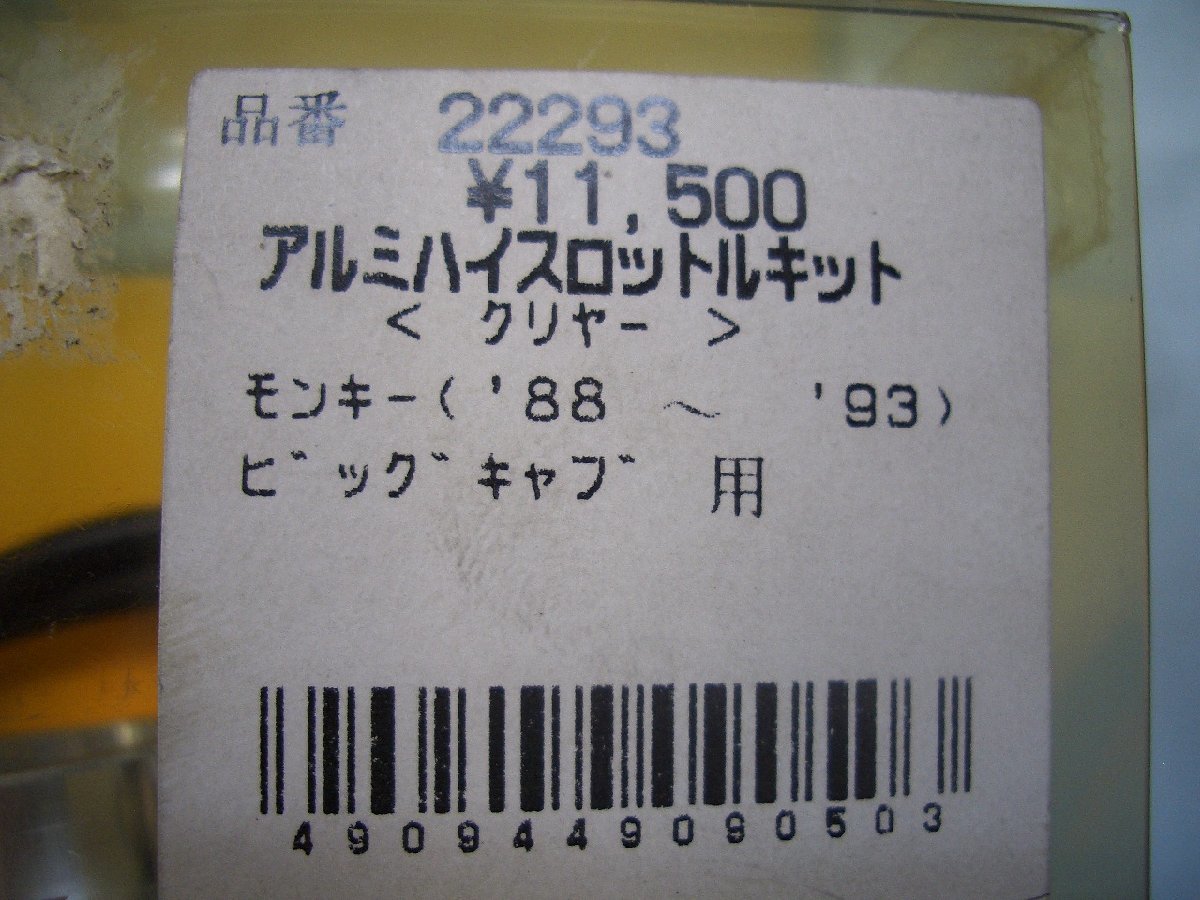 品番 22293
¥11,500
アルミハイスロットルキット
< クリヤー >
モンキー( '88 ～ '93)
ビッグキャブ 用
4909449090503